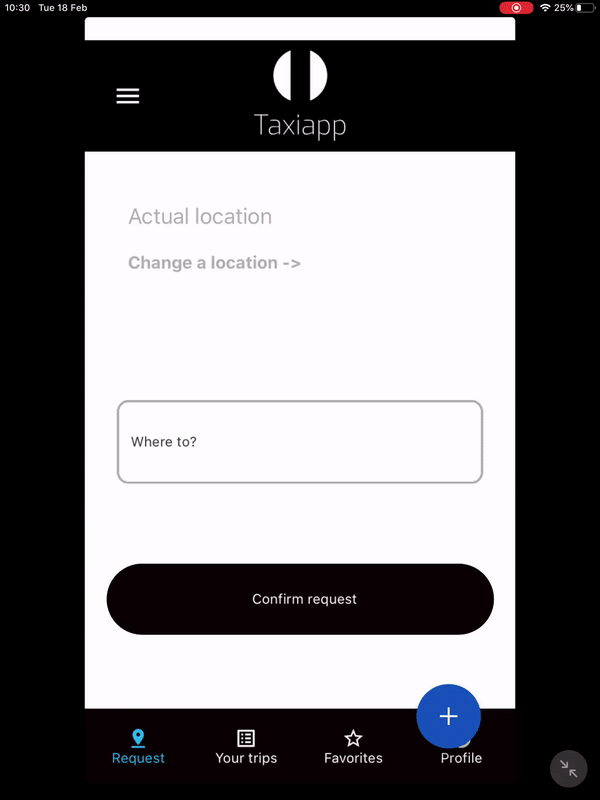 10:30 Tue 18 Feb 25%
Taxiapp
Actual location
Change a location ->
Where to?
Confirm request
Request Your trips Favorites Profile